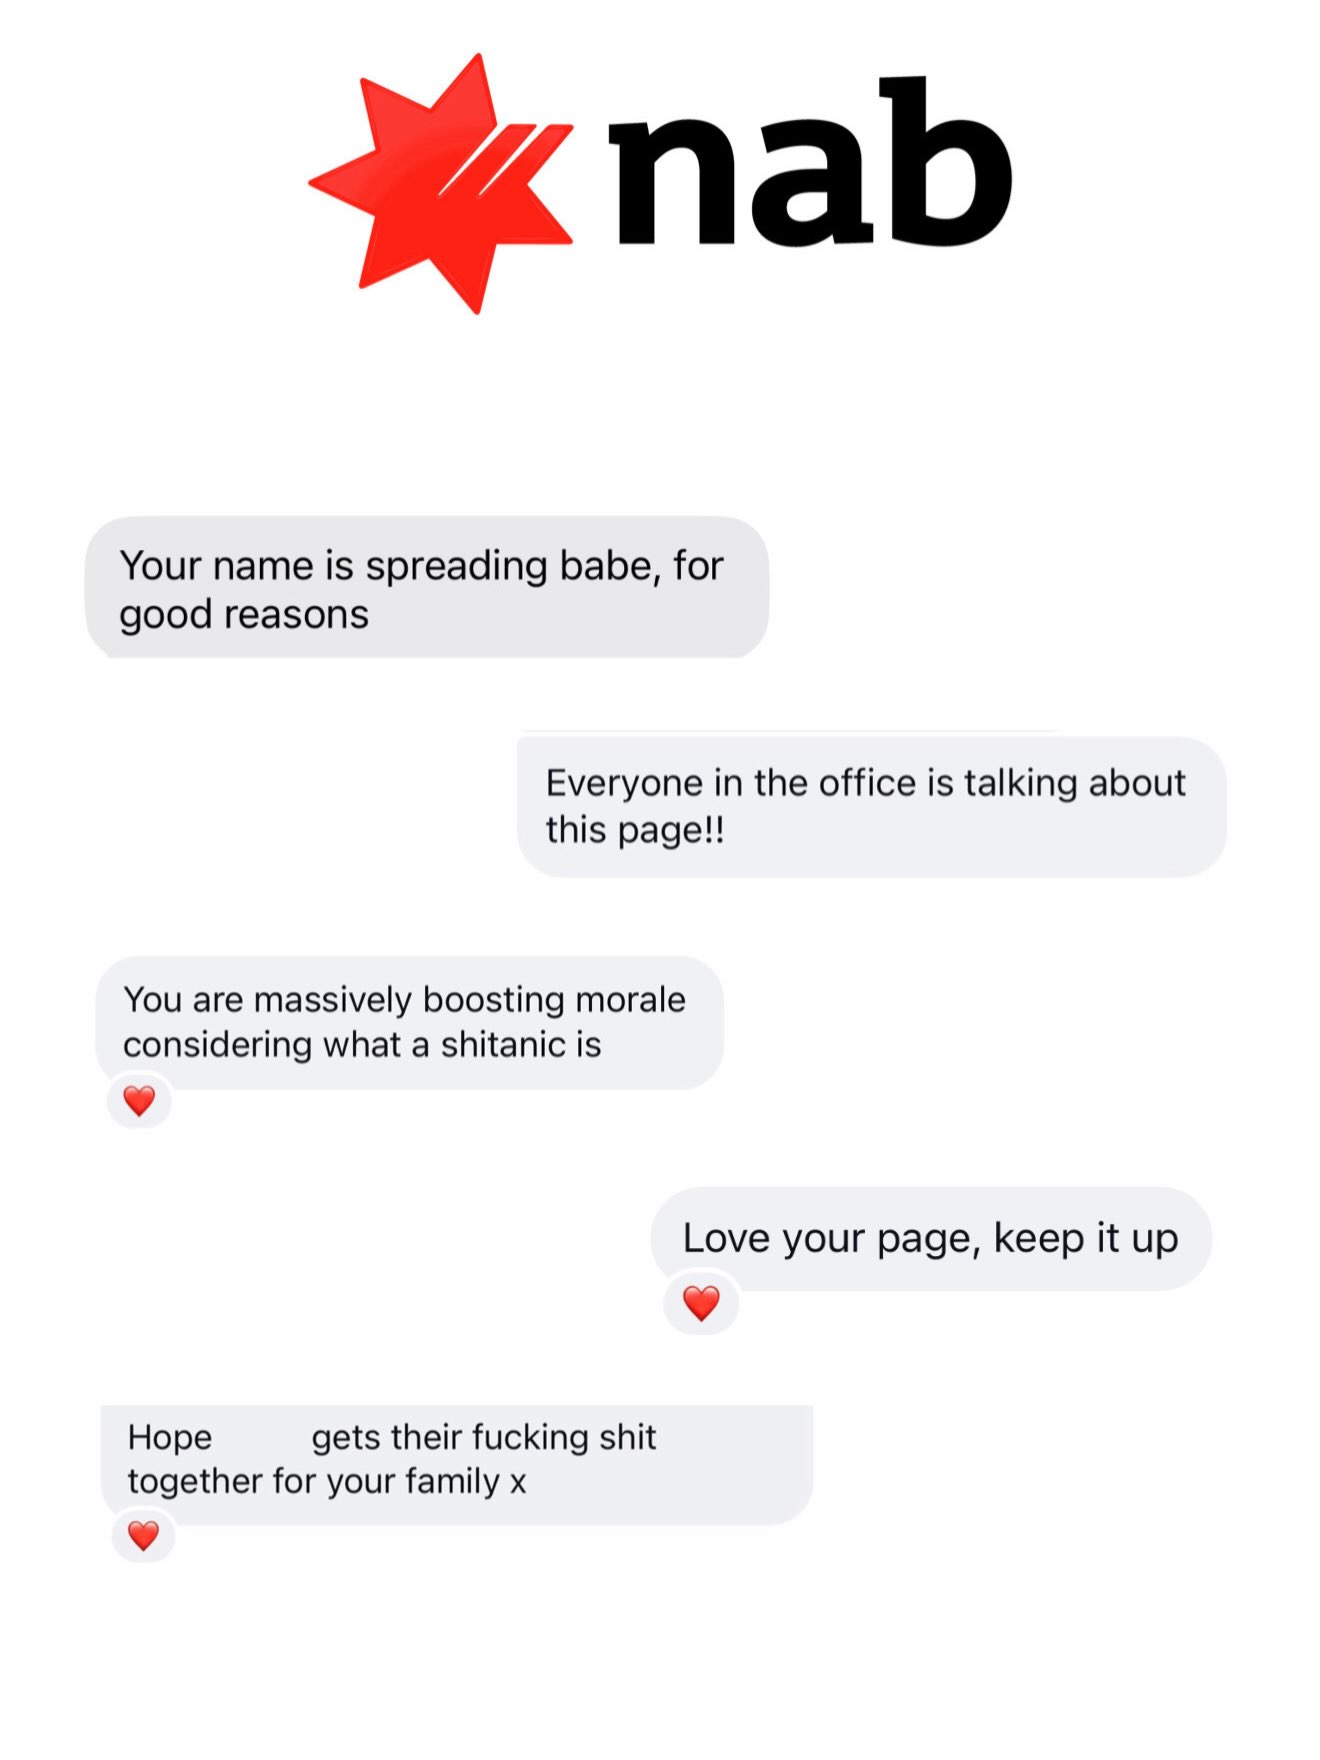 nab
Your name is spreading babe, for
good reasons
Everyone in the office is talking about
this page!!
You are massively boosting morale
considering what a shitanic is
Love your page, keep it up
Hope gets their fucking shit
together for your family x